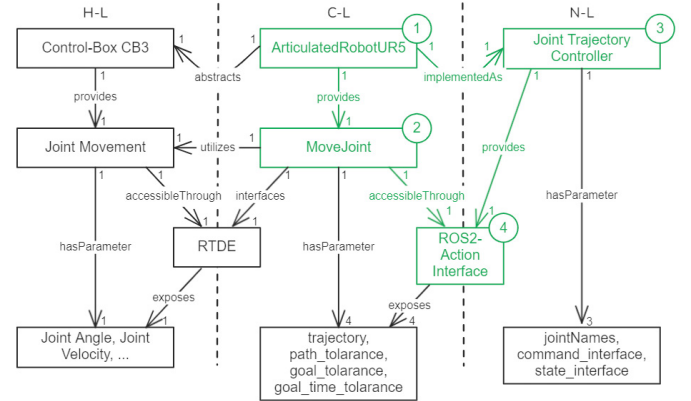 H-L
C-L
N-L
Control-Box CB3
1
1
ArticulatedRobotUR5
1
1
1
Joint Trajectory
Controller
3
abstracts
implementedAs
1
1
1
1
provides
provides
provides
1
1
2
Joint Movement
1
utilizes
1
MoveJoint
1
1
1
1
1
accessibleThrough
interfaces
accessibleThrough
hasParameter
1
1
1
1
4
hasParameter
RTDE
hasParameter
ROS2-
Action
Interface
exposes
exposes
1
1
4
4
3
Joint Angle, Joint
Velocity, ...
trajectory,
path_tolarance,
goal_tolarance,
goal_time_tolarance
jointNames,
command_interface,
state_interface